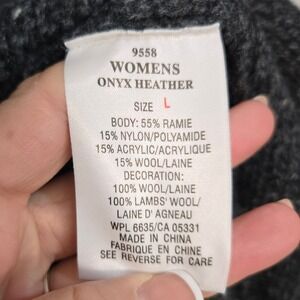 9558
WOMENS
ONYX HEATHER
SIZE L
BODY: 55% RAMIE
15% NYLON/POLYAMIDE
15% ACRYLIC/ACRYLIQUE
15% WOOL/LAINE
DECORATION:
100% WOOL/LAINE
100% LAMBS' WOOL/
LAINE D' AGNEAU
WPL 6635/CA 05331
MADE IN CHINA
FABRIQUE EN CHINE
SEE REVERSE FOR CARE